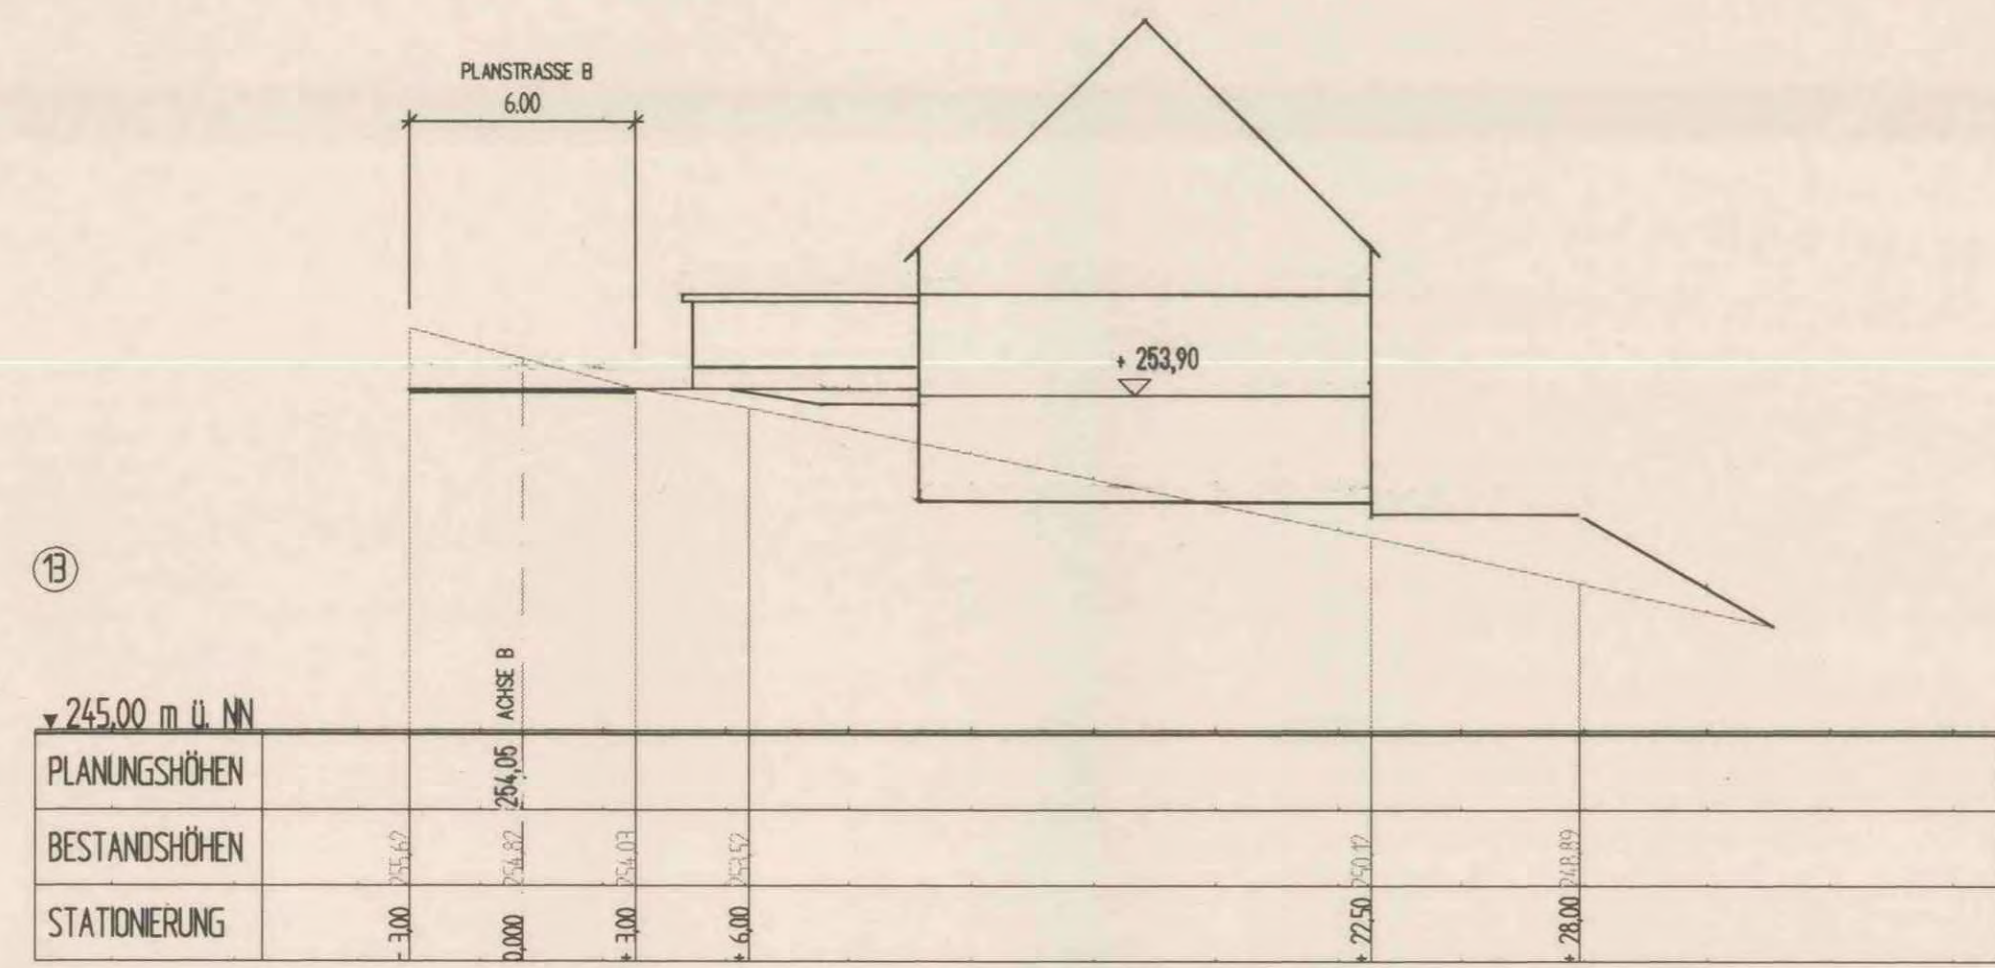 PLANSTRASSE B
6.00
+ 253,90
13
ACHSE B
245,00 m ü. NN
PLANUNGSHÖHEN 254,05
BESTANDSHÖHEN 255,62 254,82 254,03 253,52 250,12 248,89
STATIONIERUNG - 3,00 0,000 + 3,00 + 6,00 + 22,50 + 28,00